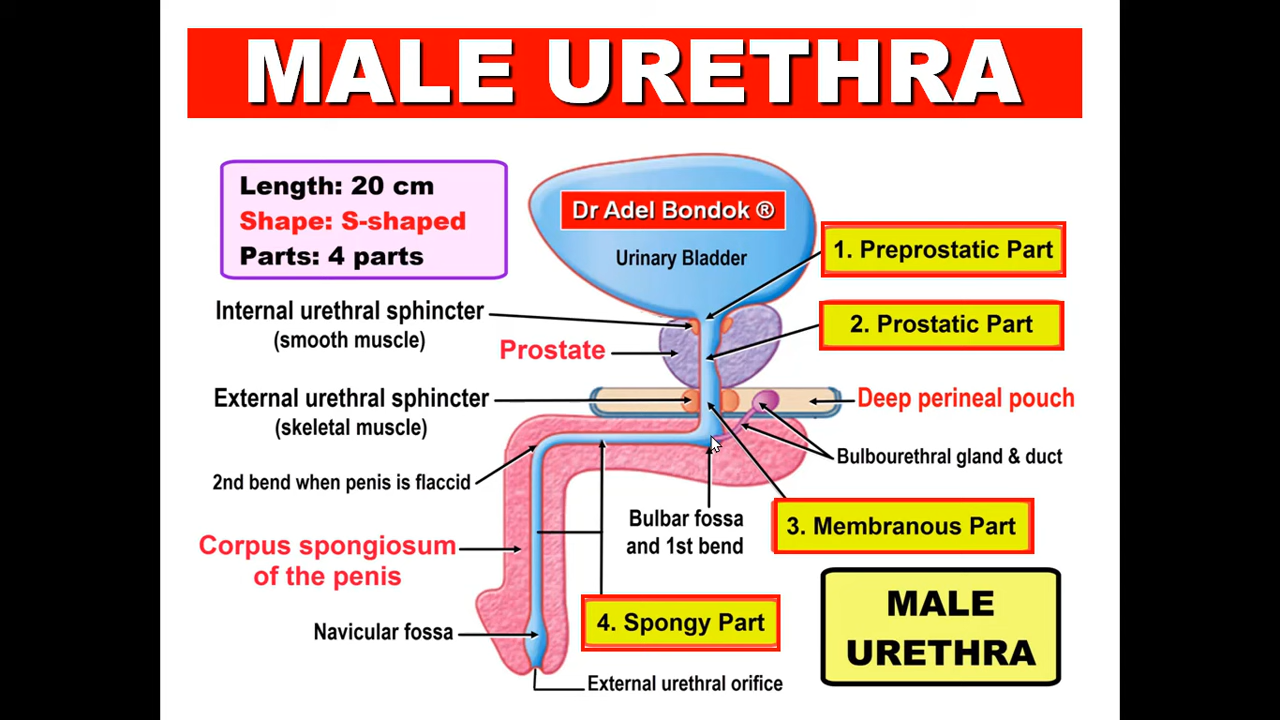 MALE URETHRA
Length: 20 cm
Shape: S-shaped
Parts: 4 parts
Dr Adel Bondok ®
Urinary Bladder
1. Preprostatic Part
Internal urethral sphincter
(smooth muscle)
2. Prostatic Part
Prostate
External urethral sphincter
(skeletal muscle)
Deep perineal pouch
Bulbourethral gland & duct
2nd bend when penis is flaccid
Bulbar fossa
and 1st bend
3. Membranous Part
Corpus spongiosum
of the penis
Navicular fossa
4. Spongy Part
MALE
URETHRA
External urethral orifice